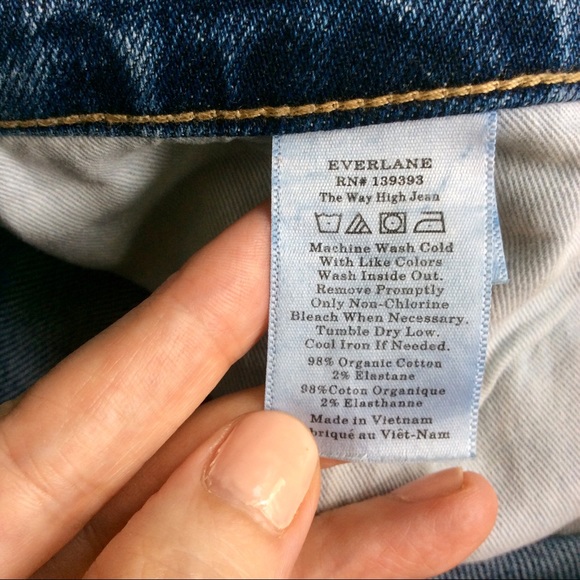 EVERLANE
RN# 139393
The Way High Jean
Machine Wash Cold
With Like Colors
Wash Inside Out.
Remove Promptly
Only Non-Chlorine
Bleach When Necessary.
Tumble Dry Low.
Cool Iron If Needed.
98% Organic Cotton
2% Elastane
98%Coton Organique
2% Elasthanne
Made in Vietnam
briqué au Viêt-Nam